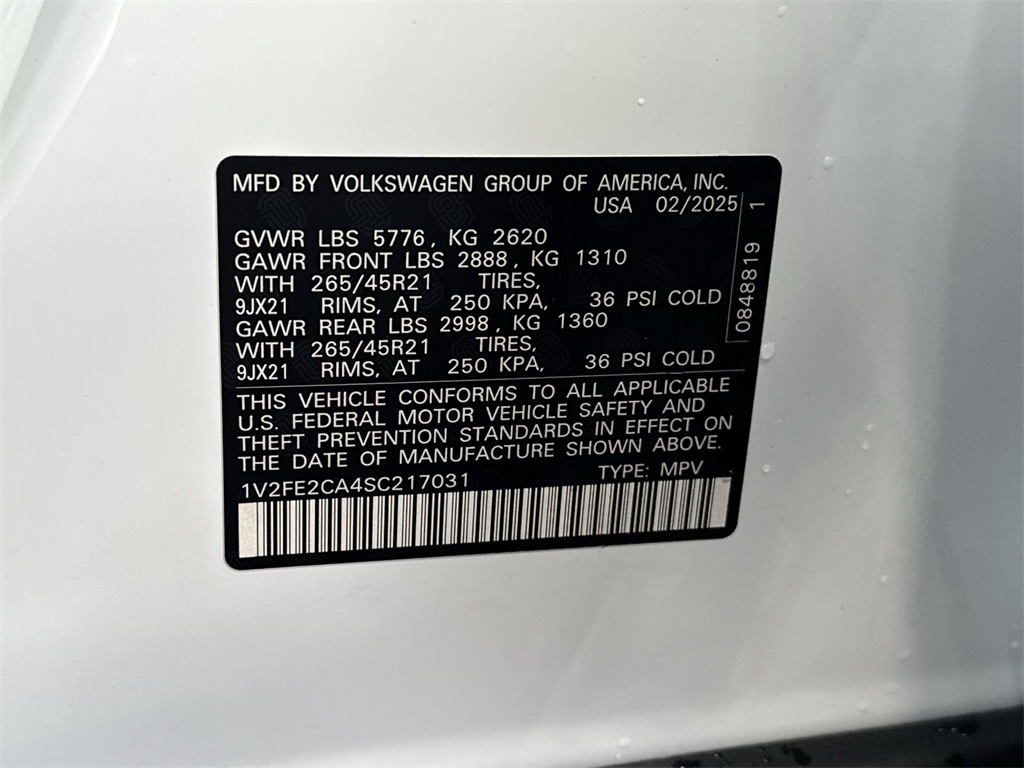 MFD BY VOLKSWAGEN GROUP OF AMERICA, INC.
USA 02/2025
GVWR LBS 5776, KG 2620
GAWR FRONT LBS 2888, KG 1310
WITH 265/45R21 TIRES,
9JX21 RIMS, AT 250 KPA, 36 PSI COLD
GAWR REAR LBS 2998, KG 1360
WITH 265/45R21 TIRES,
9JX21 RIMS, AT 250 KPA, 36 PSI COLD
THIS VEHICLE CONFORMS TO ALL APPLICABLE
U.S. FEDERAL MOTOR VEHICLE SAFETY AND
THEFT PREVENTION STANDARDS IN EFFECT ON
THE DATE OF MANUFACTURE SHOWN ABOVE.
1V2FE2CA4SC217031 TYPE: MPV
0848819 1